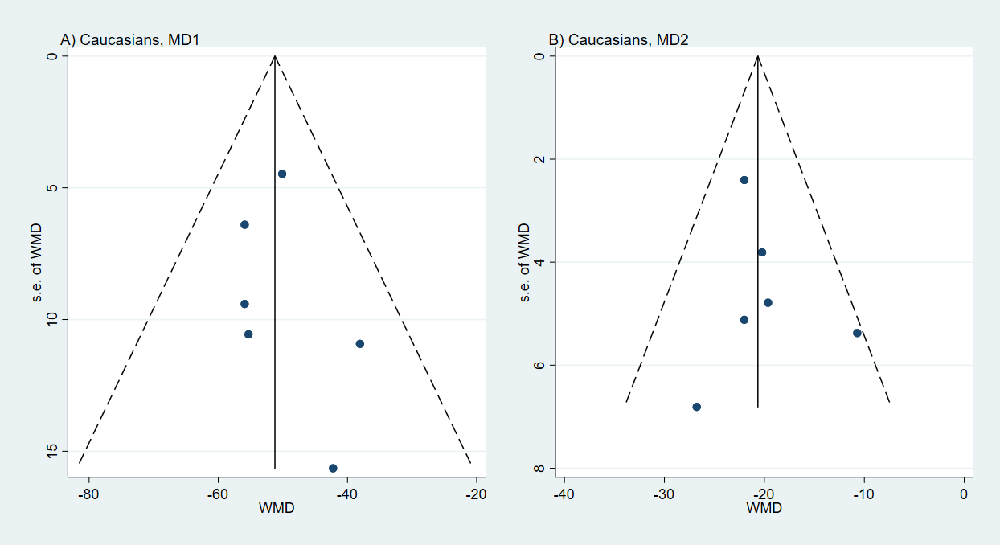 A) Caucasians, MD1
0
5
10
15
s.e. of WMD
-80 -60 -40 -20
WMD
B) Caucasians, MD2
0
2
4
6
8
s.e. of WMD
-40 -30 -20 -10 0
WMD